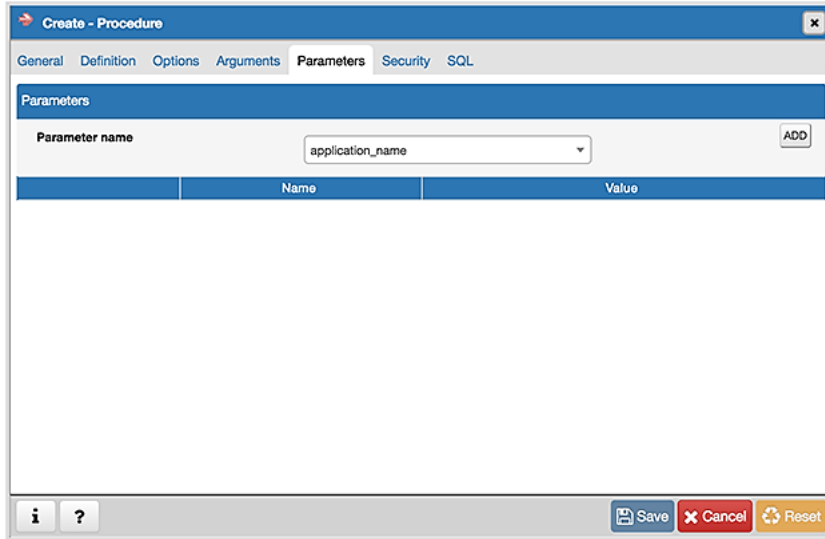 Create - Procedure
General Definition Options Arguments Parameters Security SQL
Parameters
Parameter name application_name ADD
Name Value
i ? Save Cancel Reset